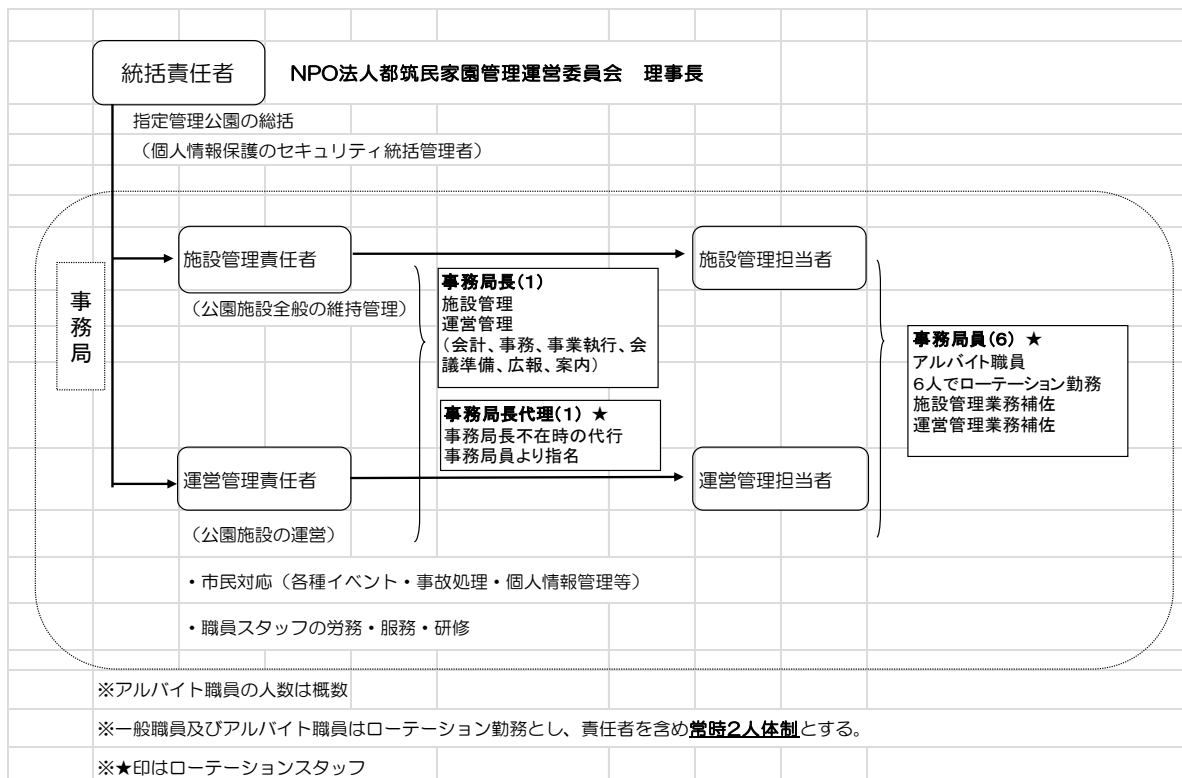 統括責任者
NPO法人都筑民家園管理運営委員会　理事長
指定管理公園の総括
（個人情報保護のセキュリティ統括管理者）
事務局
施設管理責任者
（公園施設全般の維持管理）
事務局長(1)
施設管理
運営管理
（会計、事務、事業執行、会
議準備、広報、案内）
事務局長代理(1)　★
事務局長不在時の代行
事務局員より指名
施設管理担当者
事務局員(6)　★
アルバイト職員
6人でローテーション勤務
施設管理業務補佐
運営管理業務補佐
運営管理責任者
（公園施設の運営）
運営管理担当者
・市民対応（各種イベント・事故処理・個人情報管理等）
・職員スタッフの労務・服務・研修
※アルバイト職員の人数は概数
※一般職員及びアルバイト職員はローテーション勤務とし、責任者を含め常時2人体制とする。
※★印はローテーションスタッフ